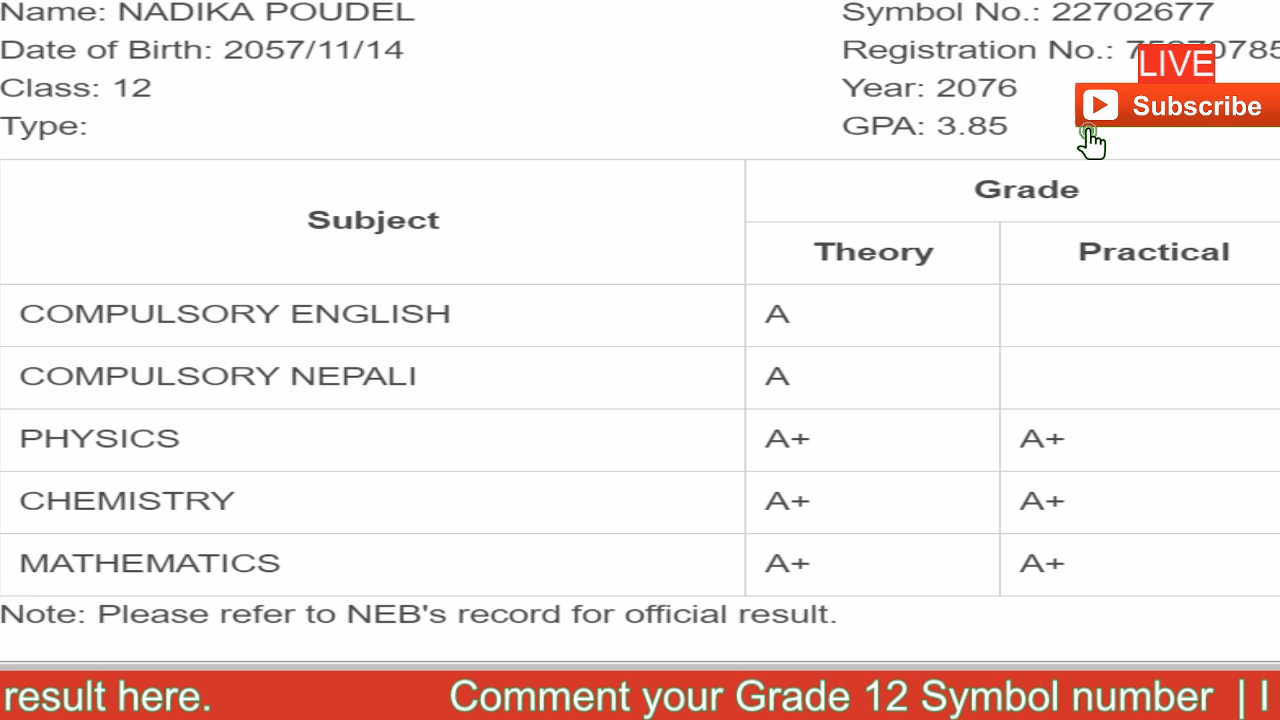 Name: NADIKA POUDEL
Symbol No.: 22702677
Date of Birth: 2057/11/14
Registration No.:
LIVE
Class: 12
Year: 2076
Subscribe
Type:
GPA: 3.85
Subject
Grade
Theory Practical
COMPULSORY ENGLISH A
COMPULSORY NEPALI A
PHYSICS A+ A+
CHEMISTRY A+ A+
MATHEMATICS A+ A+
Note: Please refer to NEB's record for official result.
result here. Comment your Grade 12 Symbol number | I